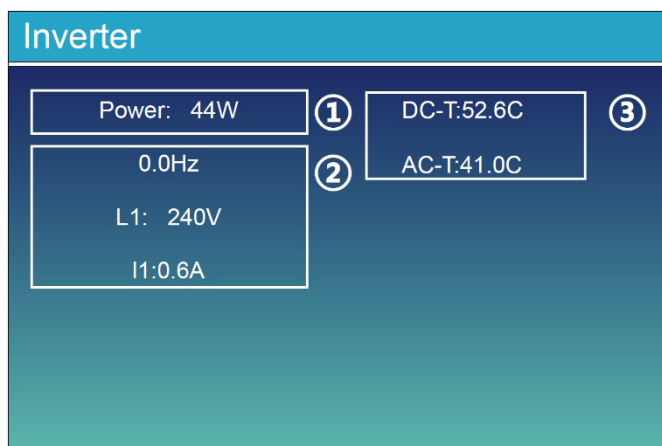 Inverter
Power: 44W
①
0.0Hz
L1: 240V
I1:0.6A
②
DC-T:52.6C
AC-T:41.0C
③